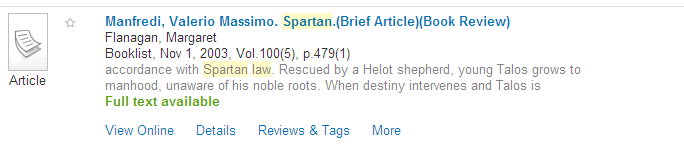 Manfredi, Valerio Massimo. Spartan.(Brief Article)(Book Review)
Flanagan, Margaret
Booklist, Nov 1, 2003, Vol.100(5), p.479(1)
accordance with Spartan law. Rescued by a Helot shepherd, young Talos grows to
manhood, unaware of his noble roots. When destiny intervenes and Talos is
Full text available
Article
View Online Details Reviews & Tags More